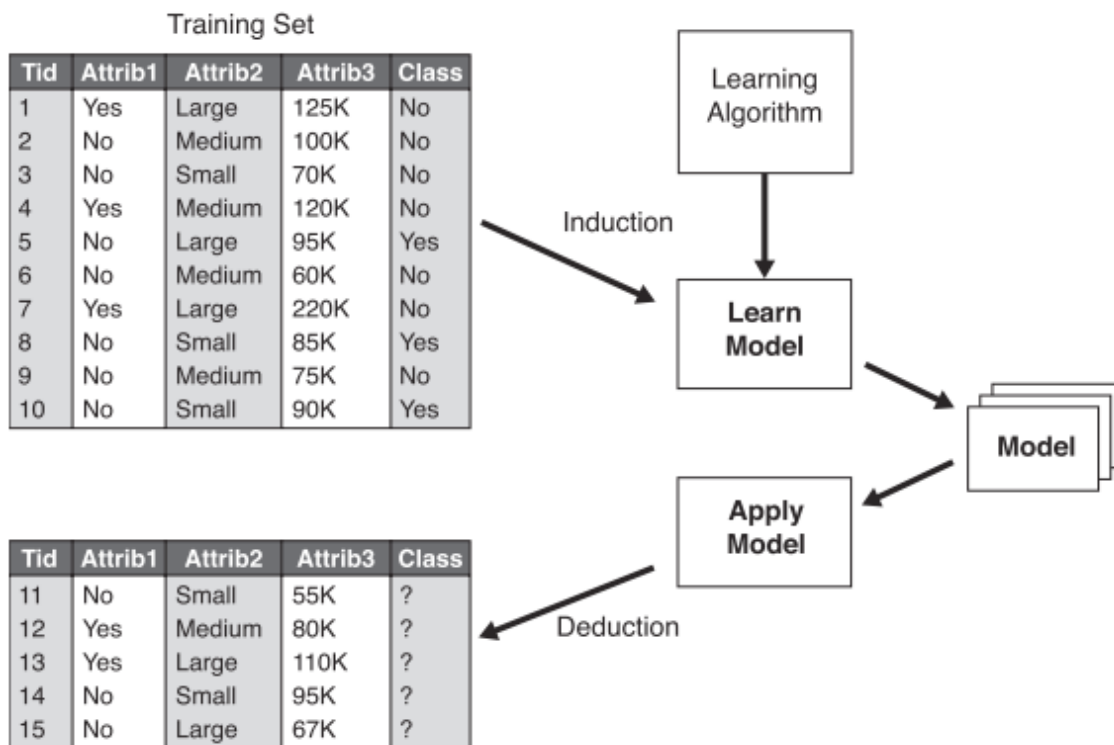 Training Set
Tid Attrib1 Attrib2 Attrib3 Class
1 Yes Large 125K No
2 No Medium 100K No
3 No Small 70K No
4 Yes Medium 120K No
5 No Large 95K Yes
6 No Medium 60K No
7 Yes Large 220K No
8 No Small 85K Yes
9 No Medium 75K No
10 No Small 90K Yes
Learning
Algorithm
Induction
Learn
Model
Model
Apply
Model
Deduction
Tid Attrib1 Attrib2 Attrib3 Class
11 No Small 55K ?
12 Yes Medium 80K ?
13 Yes Large 110K ?
14 No Small 95K ?
15 No Large 67K ?